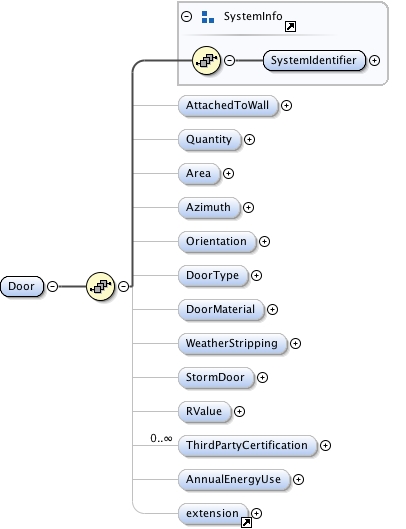 SystemInfo
SystemIdentifier
AttachedToWall
Quantity
Area
Azimuth
Orientation
DoorType
Door
DoorMaterial
WeatherStripping
StormDoor
RValue
0..∞
ThirdPartyCertification
AnnualEnergyUse
extension